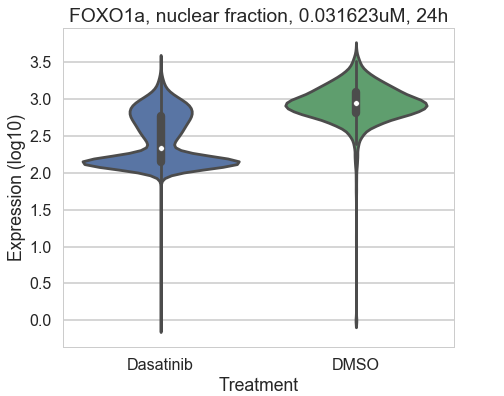 FOXO1a, nuclear fraction, 0.031623uM, 24h
Expression (log10)
3.5
3.0
2.5
2.0
1.5
1.0
0.5
0.0
Dasatinib
DMSO
Treatment